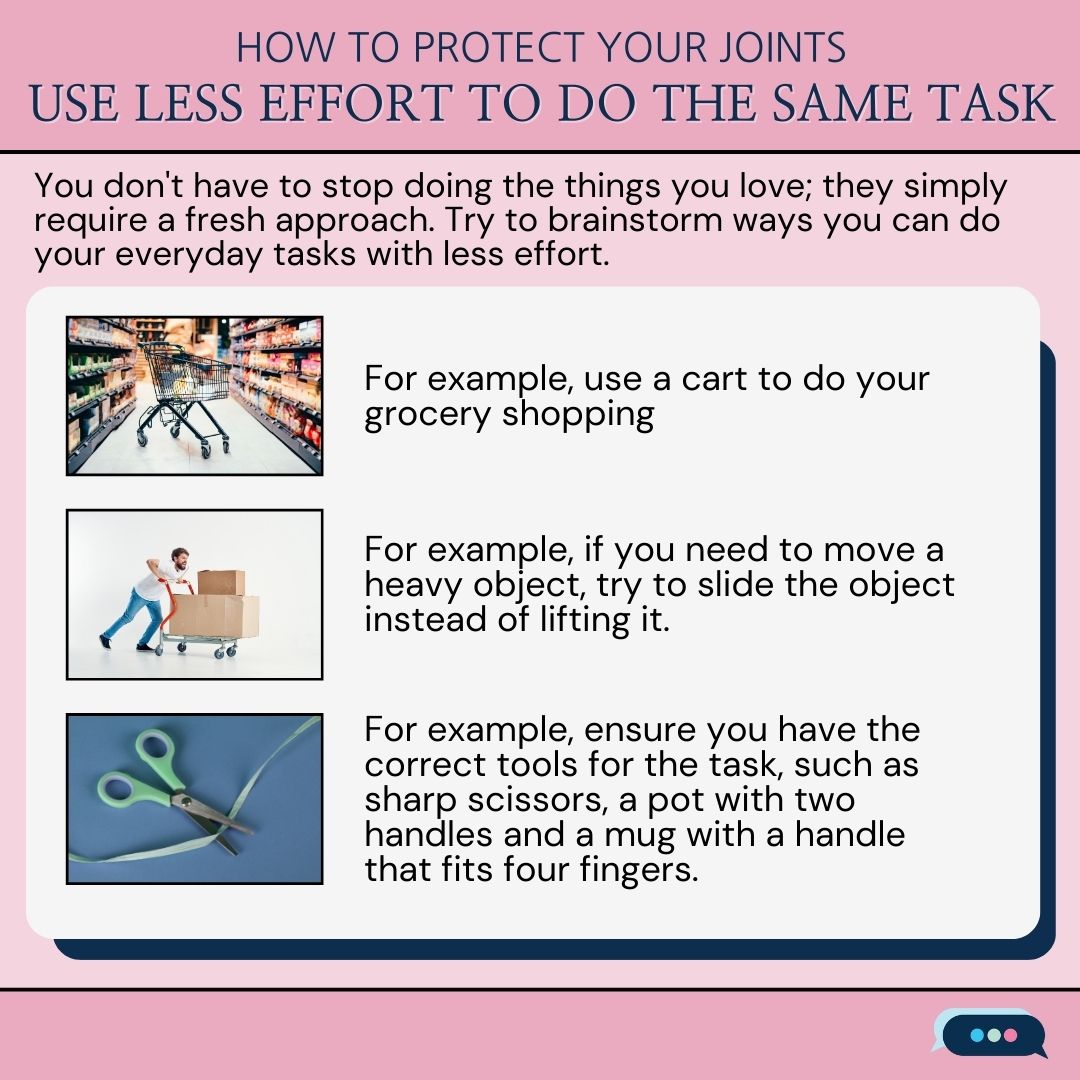 HOW TO PROTECT YOUR JOINTS
USE LESS EFFORT TO DO THE SAME TASK
You don't have to stop doing the things you love; they simply
require a fresh approach. Try to brainstorm ways you can do
your everyday tasks with less effort.
For example, use a cart to do your
grocery shopping
For example, if you need to move a
heavy object, try to slide the object
instead of lifting it.
For example, ensure you have the
correct tools for the task, such as
sharp scissors, a pot with two
handles and a mug with a handle
that fits four fingers.